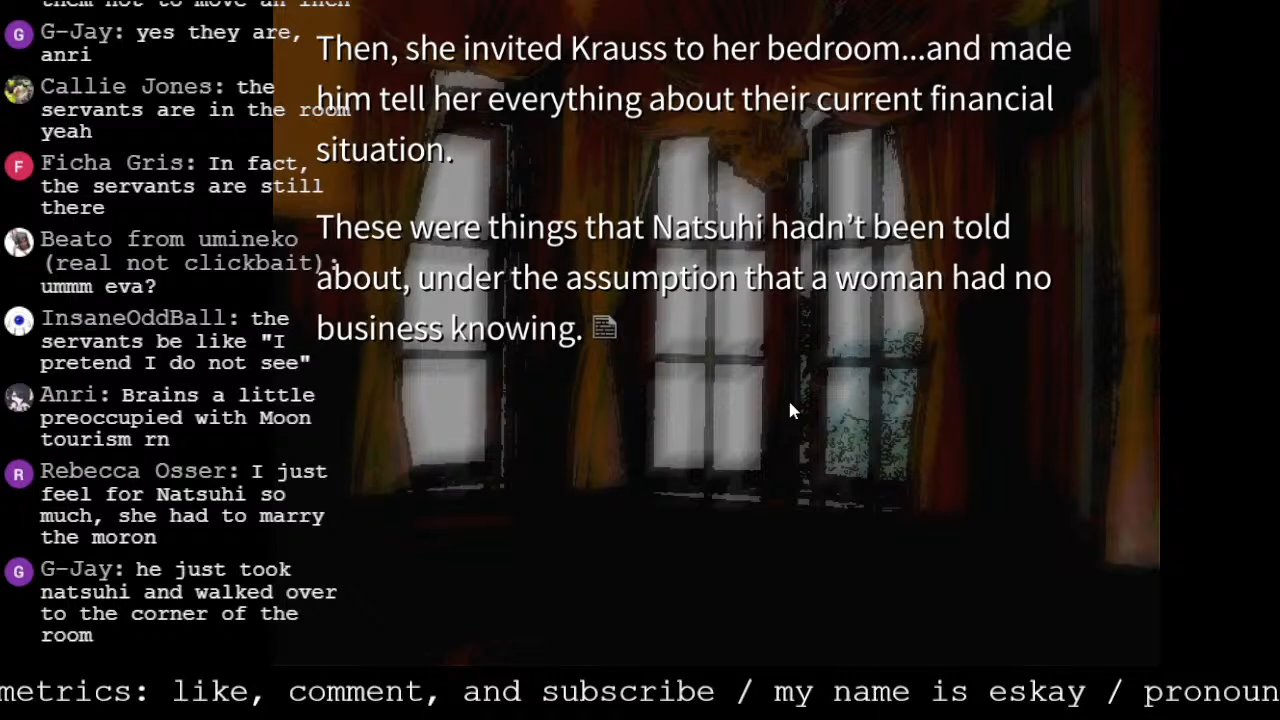 them not to move an inch
G-Jay: yes they are,
anri
Callie Jones: the
servants are in the room
yeah
Ficha Gris: In fact,
the servants are still
there
Beato from umineko
(real not clickbait):
ummm eva?
InsaneOddBall: the
servants be like "I
pretend I do not see"
Anri: Brains a little
preoccupied with Moon
tourism rn
Rebecca Osser: I just
feel for Natsuhi so
much, she had to marry
the moron
G-Jay: he just took
natsuhi and walked over
to the corner of the
room
Then, she invited Krauss to her bedroom...and made
him tell her everything about their current financial
situation.
These were things that Natsuhi hadn't been told
about, under the assumption that a woman had no
business knowing.
metrics: like, comment, and subscribe / my name is eskay / pronoun
G
F
R
G